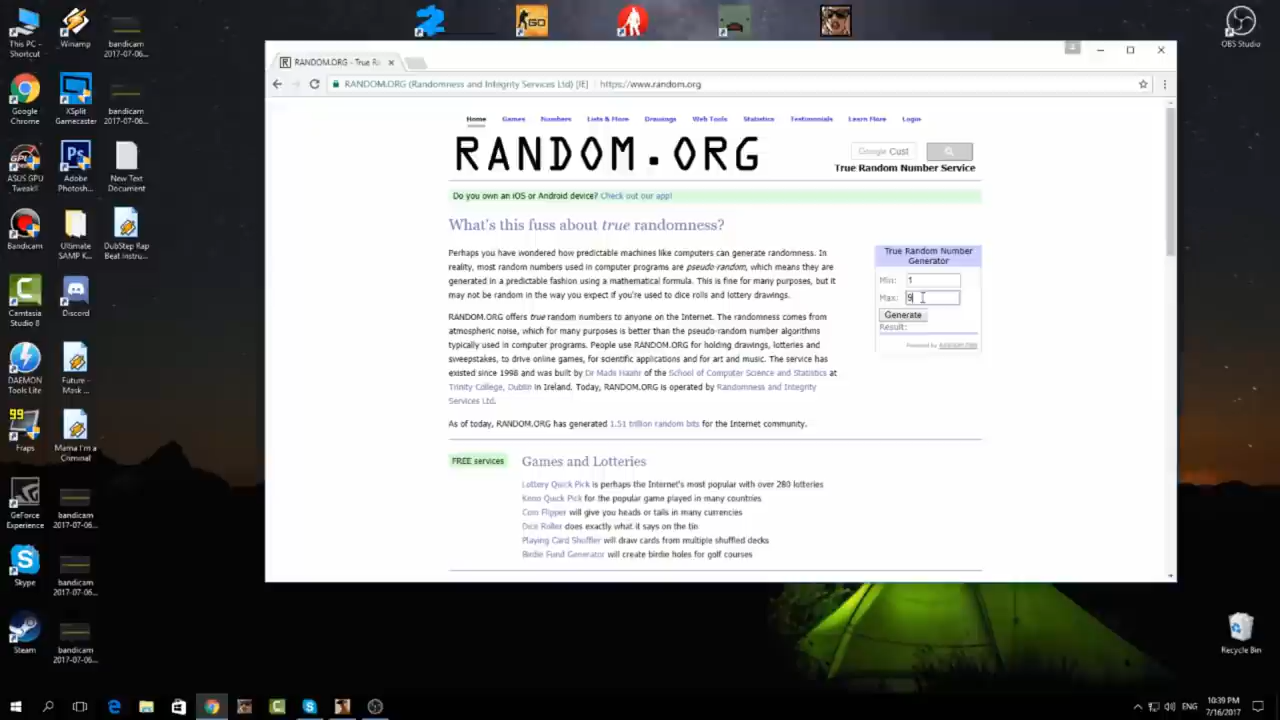 This PC - Shortcut
Winamp
bandicam 2017-07-06...
Google Chrome
XSplit Gamecaster
bandicam 2017-07-06...
ASUS GPU Tweak
Adobe Photosh...
New Text Document
Bandicam
Ultimate SAMP K...
DubStep Rap Beat Instru...
Camtasia Studio 8
Discord
DAEMON Tools Lite
Future - Mask ...
99
Fraps
Mama I'm a Criminal
GeForce Experience
bandicam 2017-07-06...
Skype
bandicam 2017-07-06...
Steam
bandicam 2017-07-06...
2
GO
OBS Studio
Recycle Bin
RANDOM.ORG - True Ra
RANDOM.ORG (Randomness and Integrity Services Ltd) [IE] | https://www.random.org
Home Games Numbers Lists & More Drawings Web Tools Statistics Testimonials Learn More Login
RANDOM.ORG
Google Cust
True Random Number Service
Do you own an iOS or Android device? Check out our app!
What's this fuss about true randomness?
Perhaps you have wondered how predictable machines like computers can generate randomness. In
reality, most random numbers used in computer programs are pseudo-random, which means they are
generated in a predictable fashion using a mathematical formula. This is fine for many purposes, but it
may not be random in the way you expect if you're used to dice rolls and lottery drawings.
RANDOM.ORG offers true random numbers to anyone on the Internet. The randomness comes from
atmospheric noise, which for many purposes is better than the pseudo-random number algorithms
typically used in computer programs. People use RANDOM.ORG for holding drawings, lotteries and
sweepstakes, to drive online games, for scientific applications and for art and music. The service has
existed since 1998 and was built by Dr Mads Haahr of the School of Computer Science and Statistics at
Trinity College, Dublin in Ireland. Today, RANDOM.ORG is operated by Randomness and Integrity
Services Ltd.
As of today, RANDOM.ORG has generated 1.51 trillion random bits for the Internet community.
True Random Number
Generator
Min: 1
Max: 9
Generate
Result:
Powered by RANDOM.ORG
FREE services
Games and Lotteries
Lottery Quick Pick is perhaps the Internet's most popular with over 280 lotteries
Keno Quick Pick for the popular game played in many countries
Coin Flipper will give you heads or tails in many currencies
Dice Roller does exactly what it says on the tin
Playing Card Shuffler will draw cards from multiple shuffled decks
Birdie Fund Generator will create birdie holes for golf courses
ENG
10:39 PM
7/16/2017